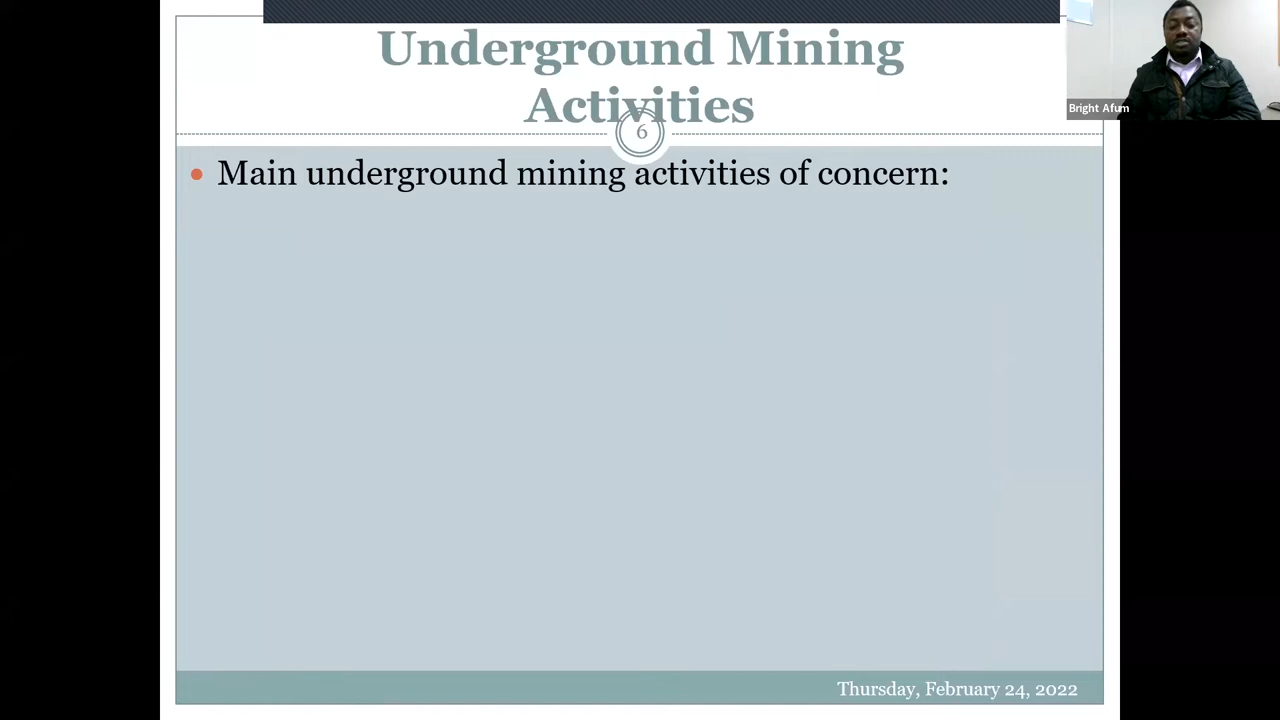 Underground Mining
Activities
6
Bright Afum
• Main underground mining activities of concern:
Thursday, February 24, 2022